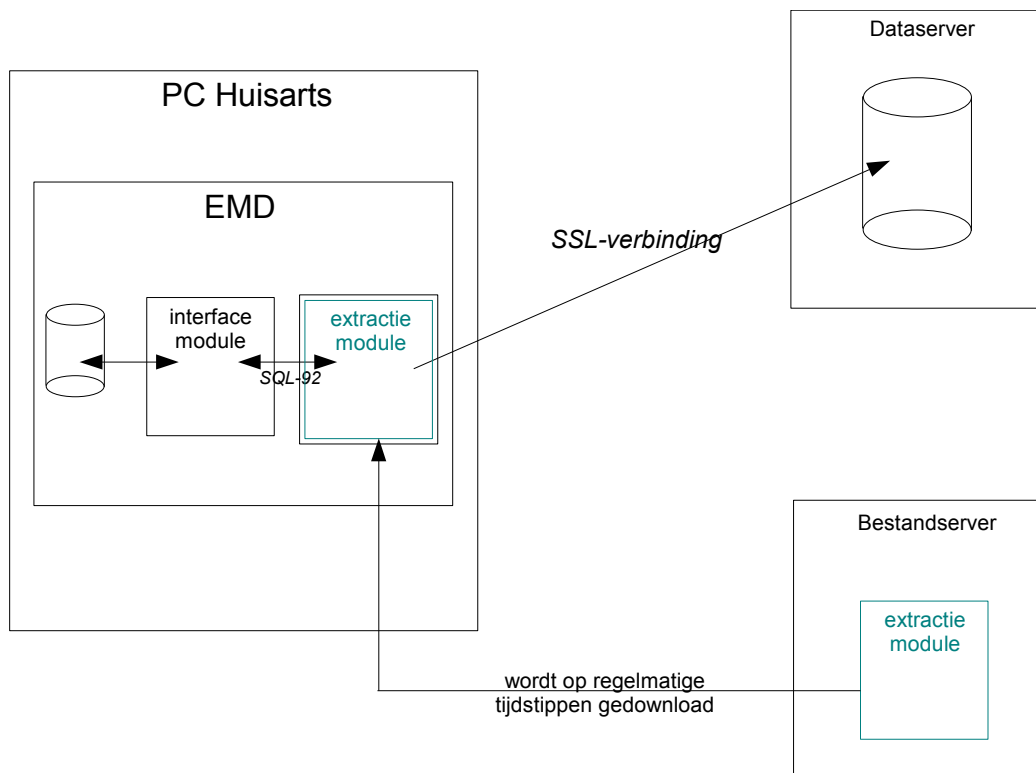 Dataserver
PC Huisarts
EMD
SSL-verbinding
interface
module
extractie
module
SQL-92
Bestandserver
extractie
module
wordt op regelmatige
tijdstippen gedownload